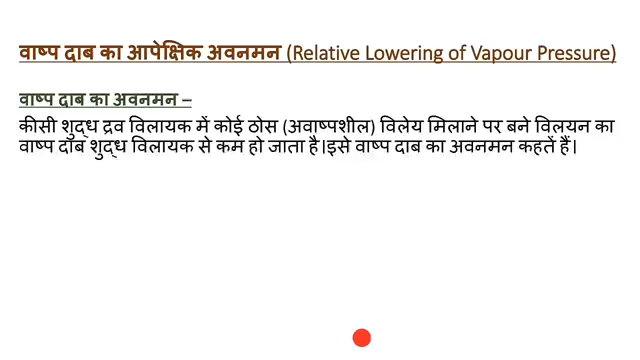 वाष्प दाब का आपेक्षिक अवनमन (Relative Lowering of Vapour Pressure)
वाष्प दाब का अवनमन –
कीसी शुद्ध द्रव विलायक में कोई ठोस (अवाष्पशील) विलेय मिलाने पर बने विलयन का
वाष्प दाब शुद्ध विलायक से कम हो जाता है।इसे वाष्प दाब का अवनमन कहतें हैं।